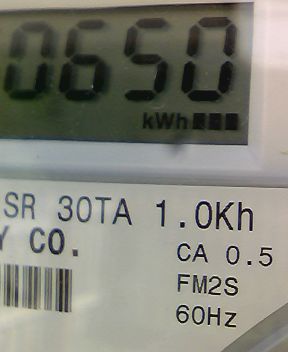 0650
kWh
SR 30TA 1.0Kh
Y CO.
CA 0.5
FM2S
60Hz